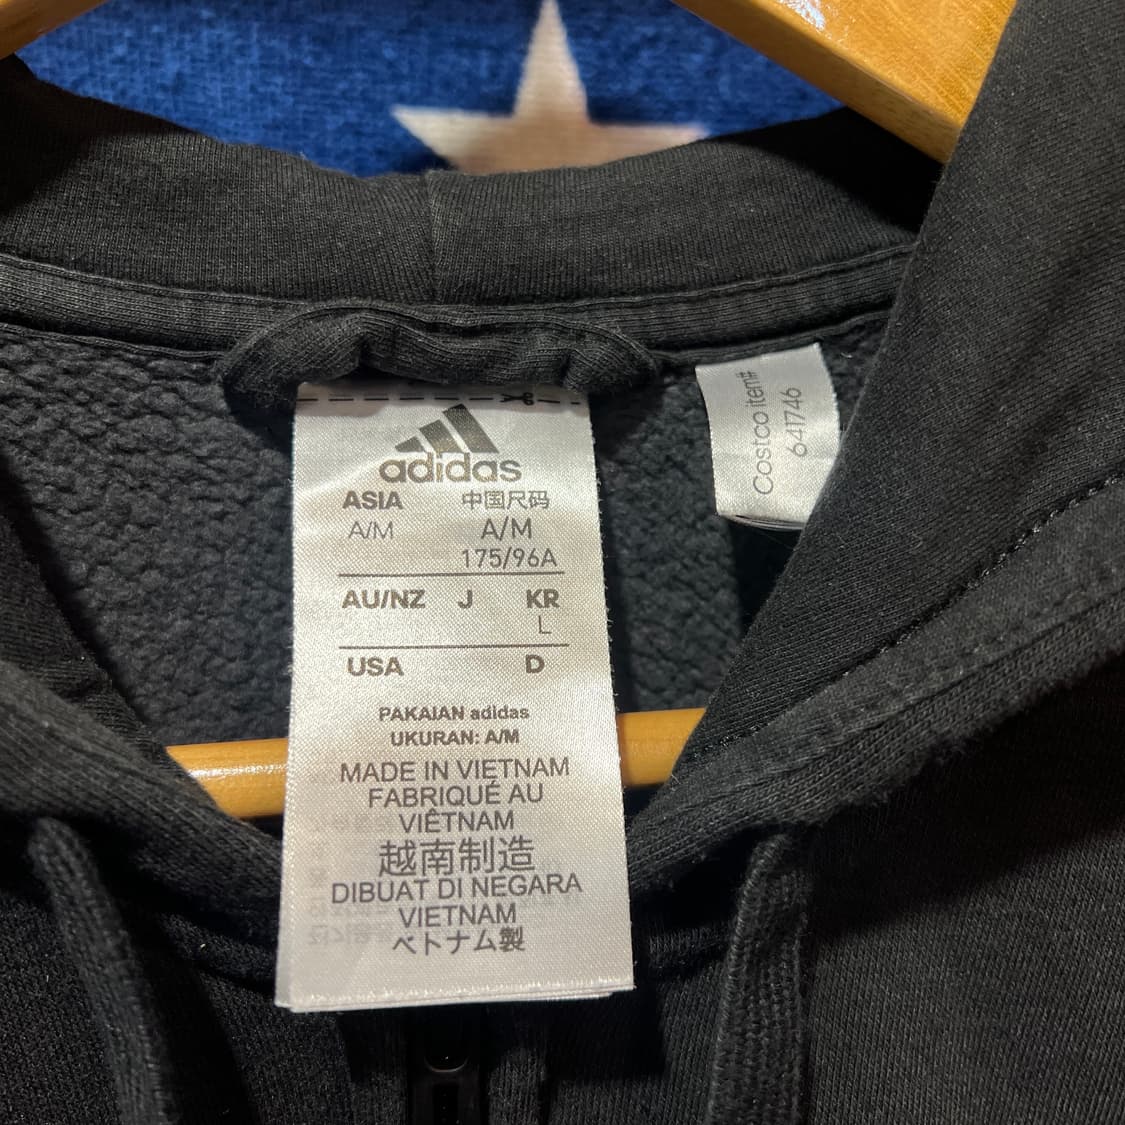 adidas
ASIA 中国尺码
A/M A/M
175/96A
AU/NZ J KR
L
USA D
PAKAIAN adidas
UKURAN: A/M
MADE IN VIETNAM
FABRIQUÉ AU
VIÊTNAM
越南制造
DIBUAT DI NEGARA
VIETNAM
ベトナム製
Costco item#
641746